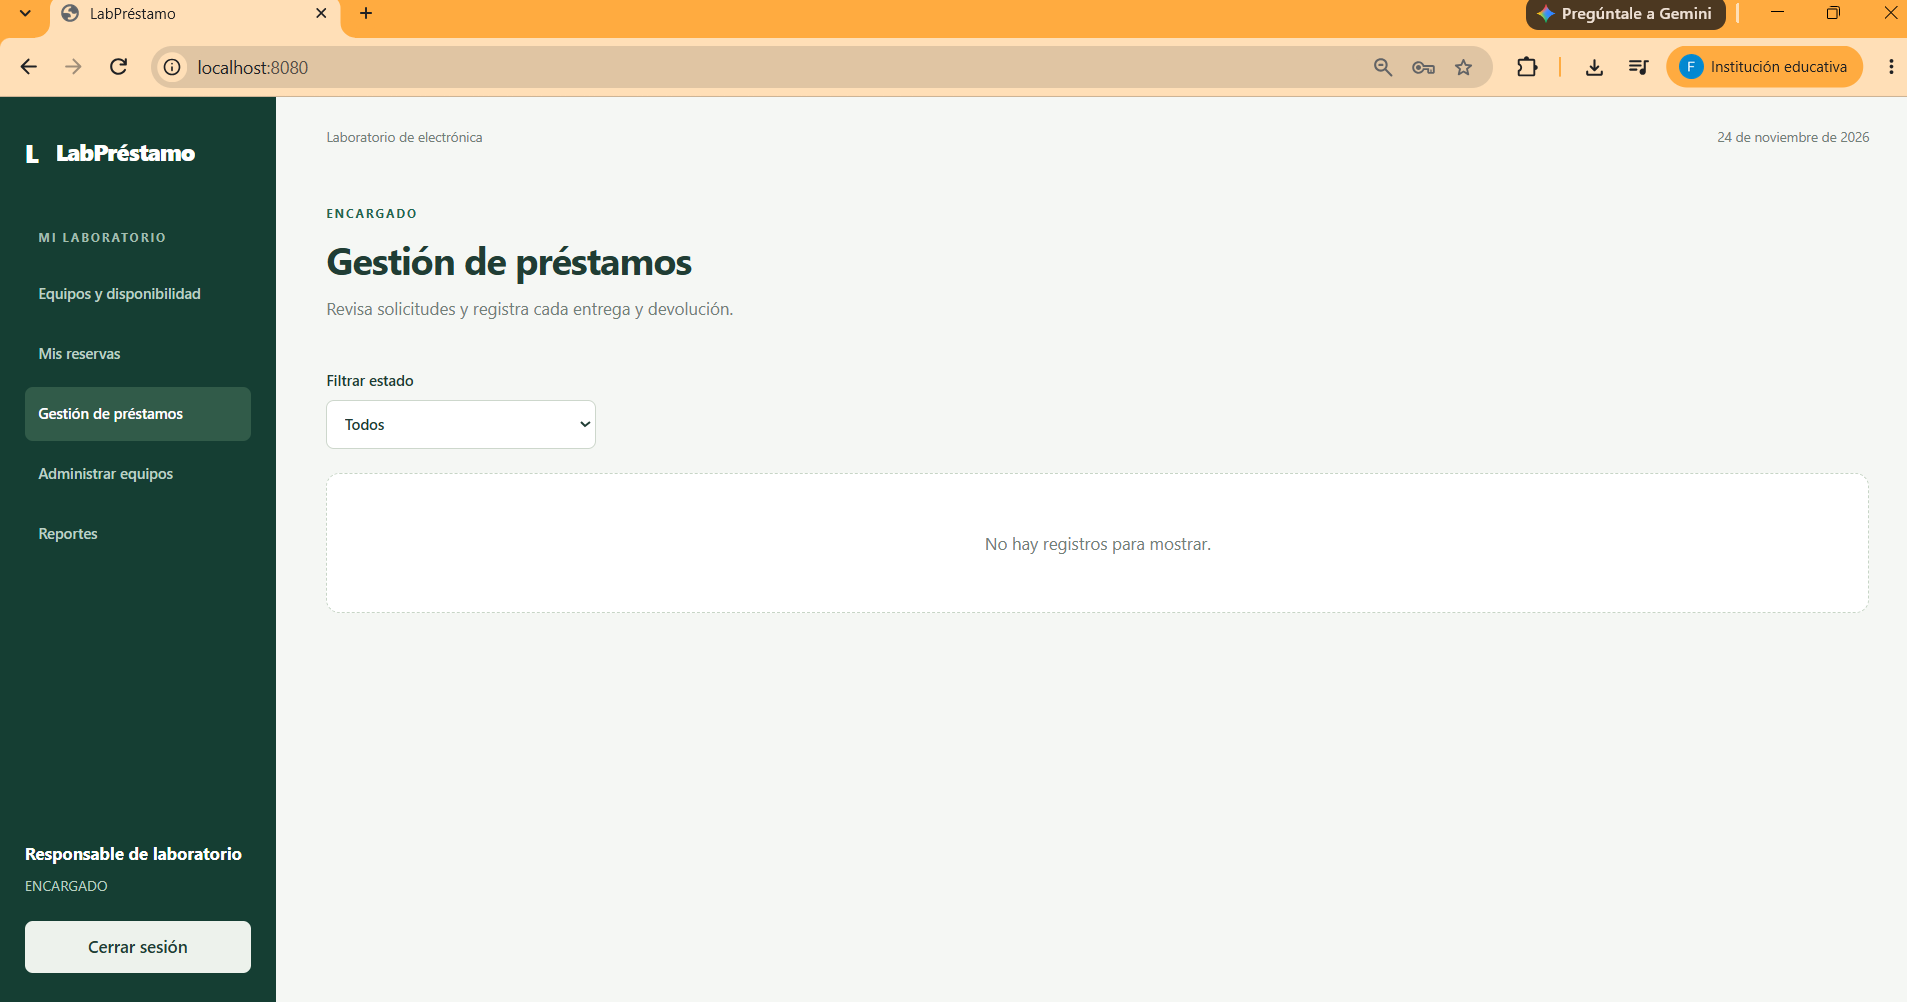 LabPréstamo
Pregúntale a Gemini
localhost:8080
F Institución educativa
L LabPréstamo
MI LABORATORIO
Equipos y disponibilidad
Mis reservas
Gestión de préstamos
Administrar equipos
Reportes
Responsable de laboratorio
ENCARGADO
Cerrar sesión
Laboratorio de electrónica
24 de noviembre de 2026
ENCARGADO
Gestión de préstamos
Revisa solicitudes y registra cada entrega y devolución.
Filtrar estado
Todos
No hay registros para mostrar.